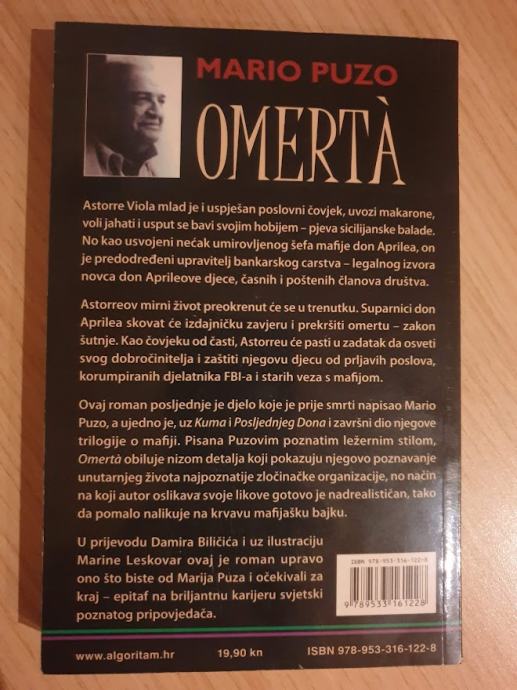 MARIO PUZO
OMERTÀ
Astorre Viola mlad je i uspješan poslovni čovjek, uvozi makarone,
voli jahati i usput se bavi svojim hobijem – pjeva sicilijanske balade.
No kao usvojeni nećak umirovljenog šefa mafije don Aprilea, on
je predodređeni upravitelj bankarskog carstva – legalnog izvora
novca don Aprileove djece, časnih i poštenih članova društva.
Astorreov mirni život preokrenut će se u trenutku. Suparnici don
Aprilea skovat će izdajničku zavjeru i prekršiti omertu – zakon
šutnje. Kao čovjeku od časti, Astorreu će pasti u zadatak da osveti
svog dobročinitelja i zaštiti njegovu djecu od prljavih poslova,
korumpiranih djelatnika FBI-a i starih veza s mafijom.
Ovaj roman posljednje je djelo koje je prije smrti napisao Mario
Puzo, a ujedno je, uz Kuma i Posljednjeg Dona i završni dio njegove
trilogije o mafiji. Pisana Puzovim poznatim ležernim stilom,
Omertà obiluje nizom detalja koji pokazuju njegovo poznavanje
unutarnjeg života najpoznatije zločinačke organizacije, no način
na koji autor oslikava svoje likove gotovo je nadrealističan, tako
da pomalo nalikuje na krvavu mafijašku bajku.
U prijevodu Damira Biličića i uz ilustraciju
Marine Leskovar ovaj je roman upravo
ono što biste od Marija Puza i očekivali za
kraj – epitaf na briljantnu karijeru svjetski
poznatog pripovjedača.
ISBN 978-953-316-122-8
9 789533 161228
www.algoritam.hr 19,90 kn ISBN 978-953-316-122-8